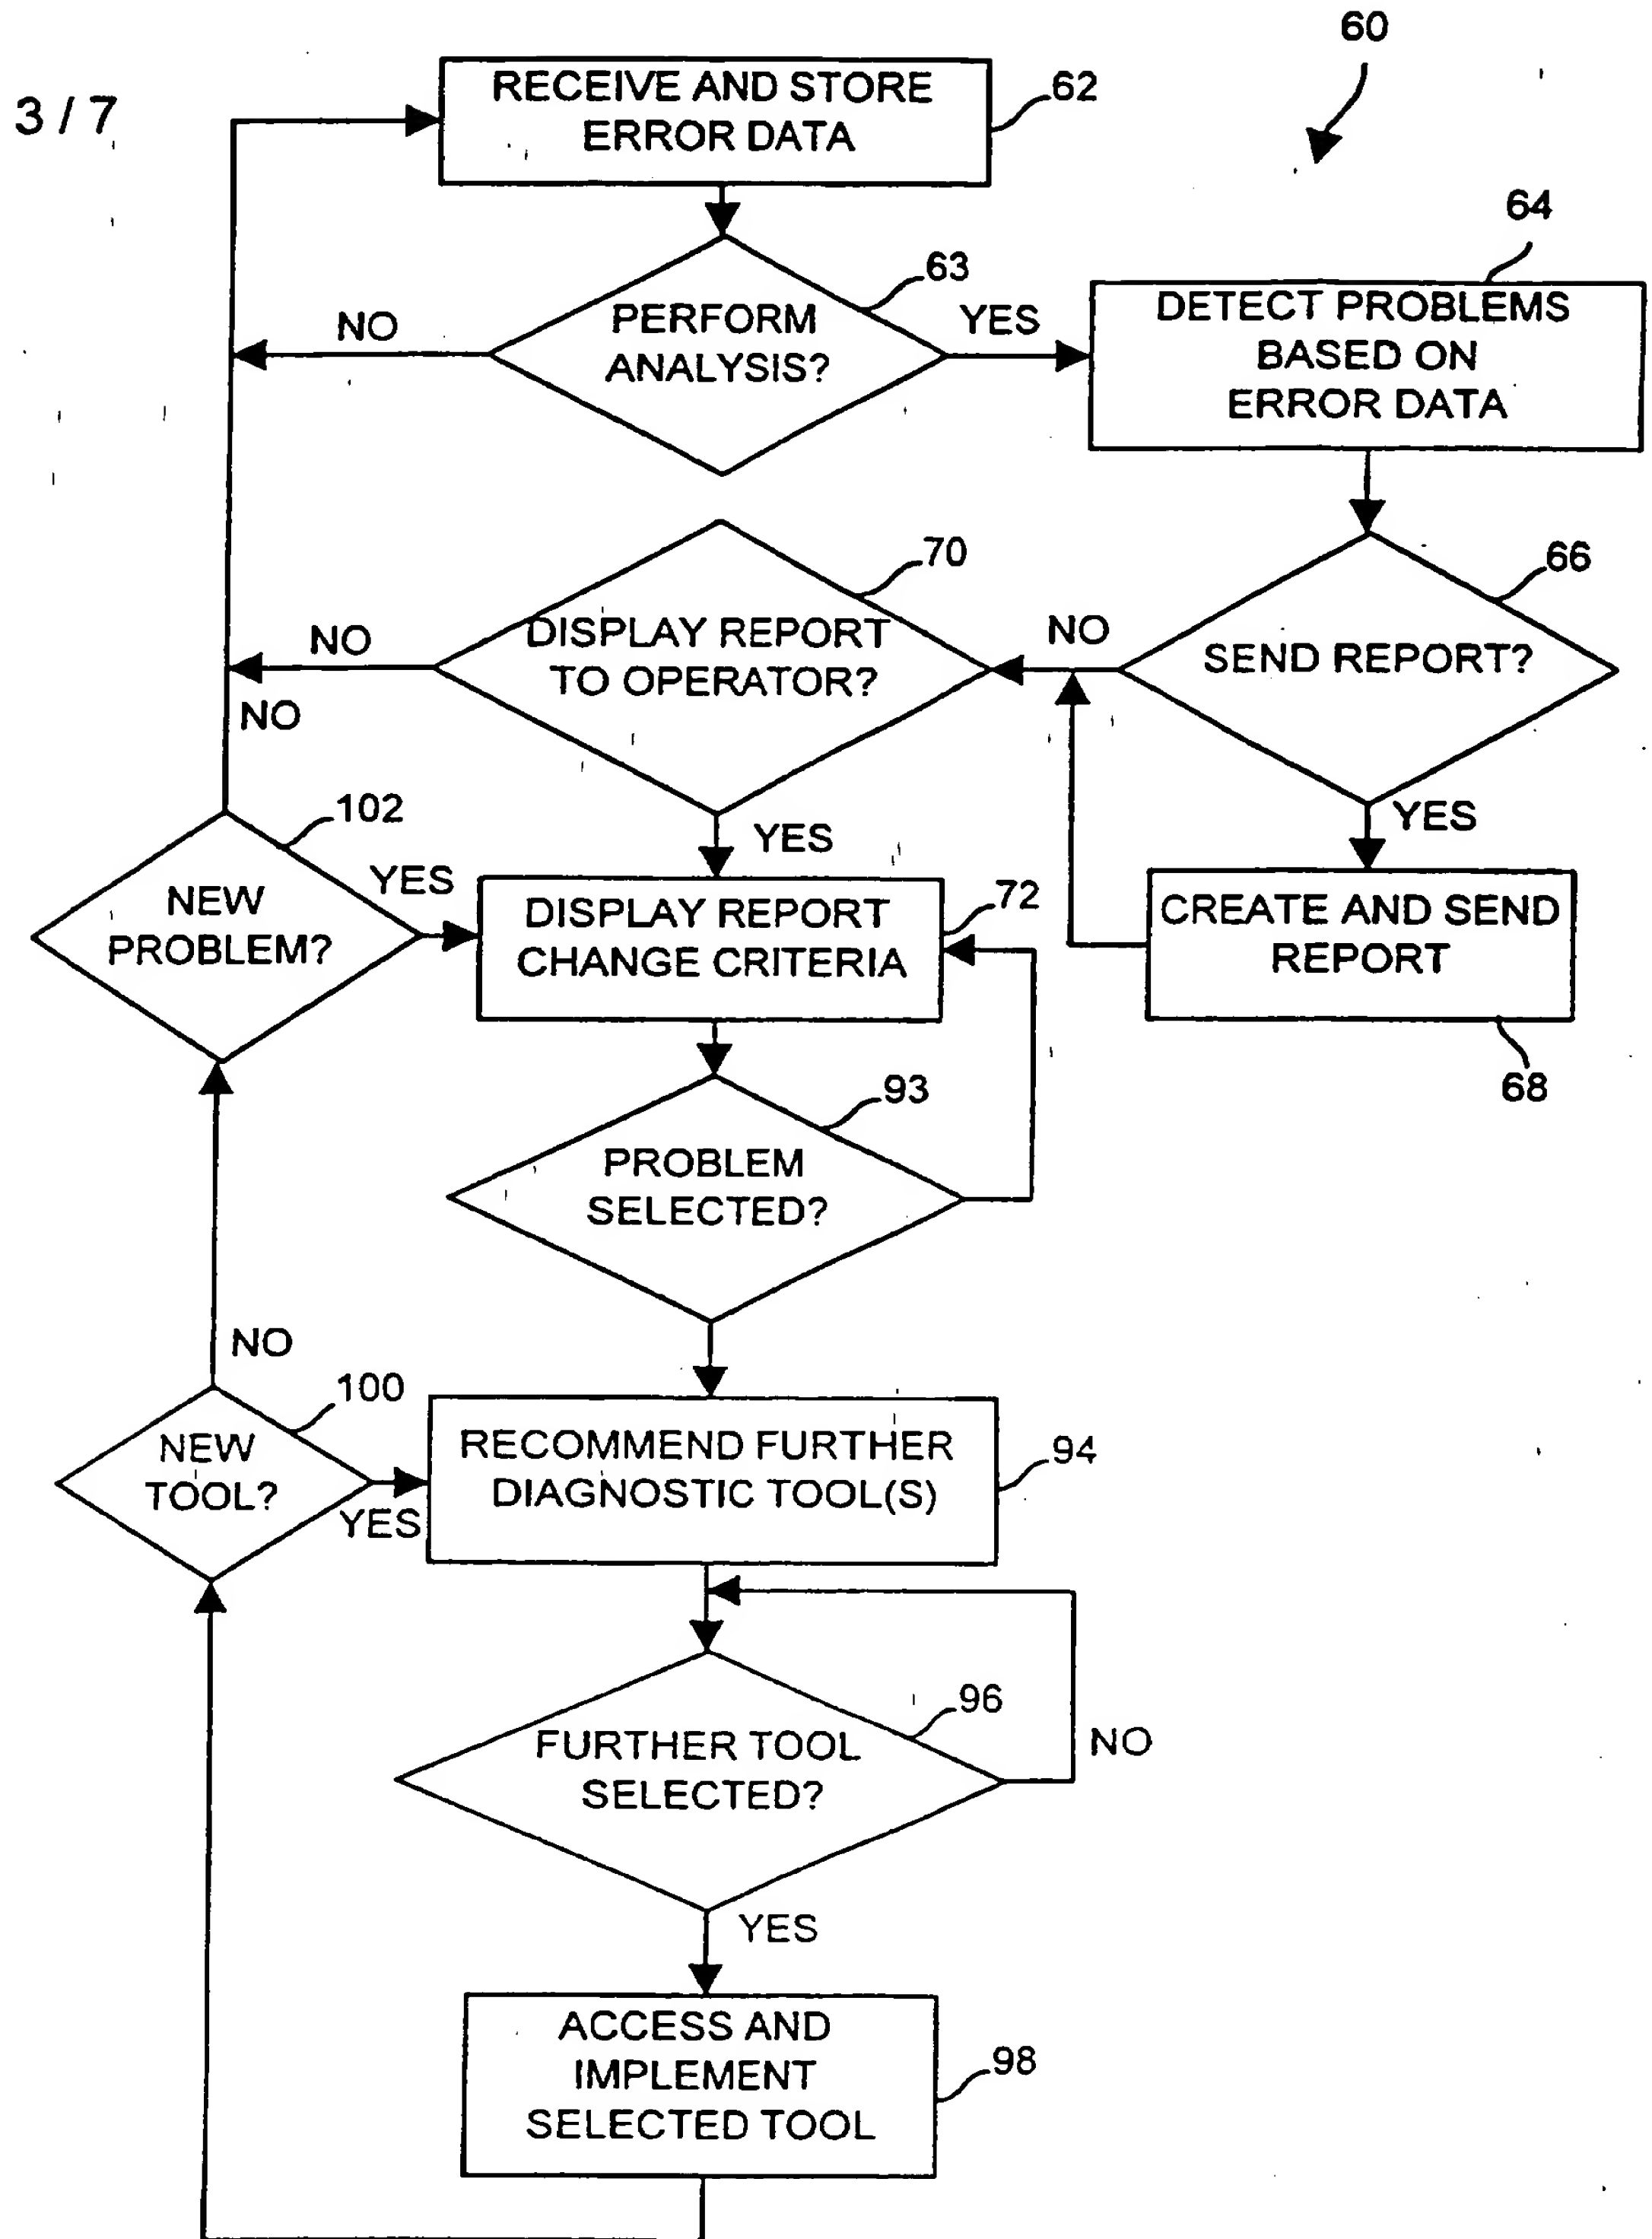 3 / 7
60
RECEIVE AND STORE
ERROR DATA
62
63
PERFORM
ANALYSIS?
NO
YES
64
DETECT PROBLEMS
BASED ON
ERROR DATA
66
SEND REPORT?
NO
YES
CREATE AND SEND
REPORT
68
70
DISPLAY REPORT
TO OPERATOR?
NO
YES
NO
102
NEW
PROBLEM?
YES
DISPLAY REPORT
CHANGE CRITERIA
72
93
PROBLEM
SELECTED?
NO
100
NEW
TOOL?
YES
RECOMMEND FURTHER
DIAGNOSTIC TOOL(S)
94
96
FURTHER TOOL
SELECTED?
NO
YES
ACCESS AND
IMPLEMENT
SELECTED TOOL
98